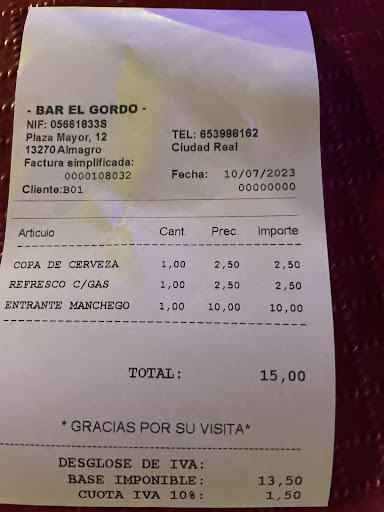 - BAR EL GORDO -
NIF: 05661833S
Plaza Mayor, 12 TEL: 653988162
13270 Almagro Ciudad Real
Factura simplificada: Fecha: 10/07/2023
0000108032 00000000
Cliente:B01
Articulo Cant. Prec. Importe
COPA DE CERVEZA 1,00 2,50 2,50
REFRESCO C/GAS 1,00 2,50 2,50
ENTRANTE MANCHEGO 1,00 10,00 10,00
TOTAL: 15,00
* GRACIAS POR SU VISITA*
DESGLOSE DE IVA:
BASE IMPONIBLE: 13,50
CUOTA IVA 10%: 1,50